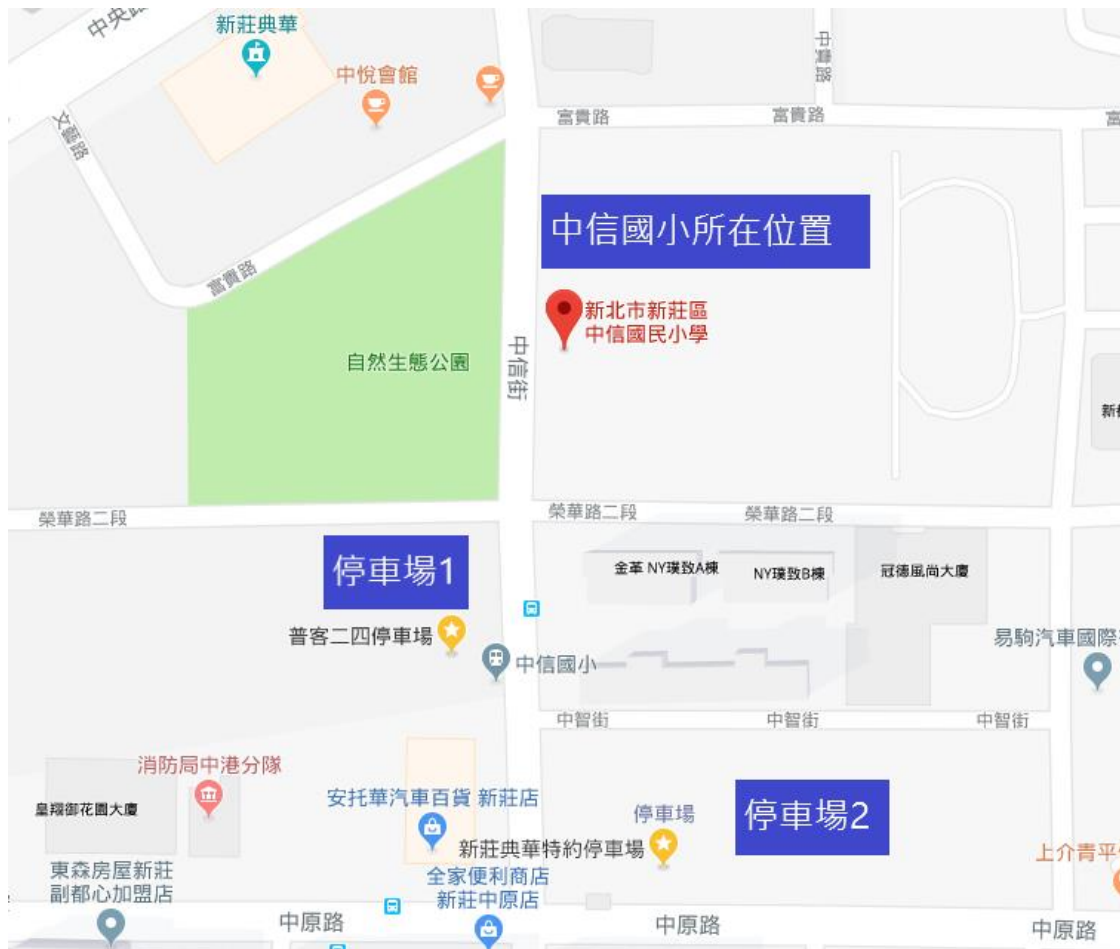 中央路
新莊典華
中悅會館
中貴路
文藝路
富貴路
富貴路
富
中信國小所在位置
富貴路
新北市新莊區
中信國民小學
自然生態公園
中信街
榮華路二段
榮華路二段
榮華路二段
停車場1
金革 NY璞致A棟
NY璞致B棟
冠德風尚大廈
普客二四停車場
中信國小
易駒汽車國際
中智街
中智街
中智街
消防局中港分隊
皇翔御花園大廈
安托華汽車百貨 新莊店
停車場
停車場2
新莊典華特約停車場
上介青平
東森房屋新莊
副都心加盟店
全家便利商店
新莊中原店
中原路
中原路
中原路